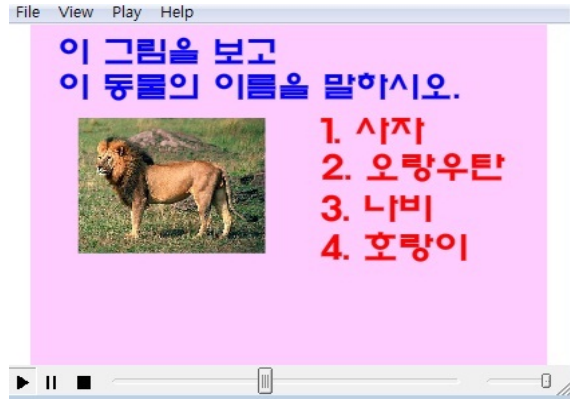 File View Play Help
이 그림을 보고
이 동물의 이름을 말하시오.
1. 사자
2. 오랑우탄
3. 나비
4. 호랑이